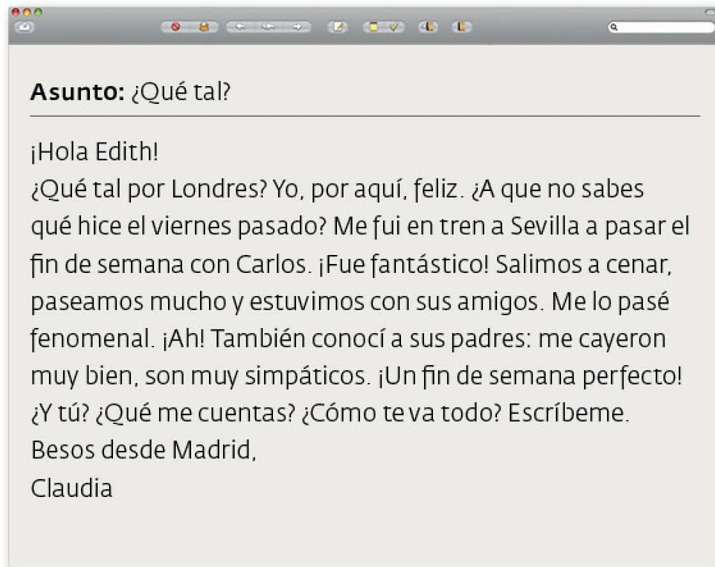 Asunto: ¿Qué tal?
¡Hola Edith!
¿Qué tal por Londres? Yo, por aquí, feliz. ¿A que no sabes
qué hice el viernes pasado? Me fui en tren a Sevilla a pasar el
fin de semana con Carlos. ¡Fue fantástico! Salimos a cenar,
paseamos mucho y estuvimos con sus amigos. Me lo pasé
fenomenal. ¡Ah! También conocí a sus padres: me cayeron
muy bien, son muy simpáticos. ¡Un fin de semana perfecto!
¿Y tú? ¿Qué me cuentas? ¿Cómo te va todo? Escríbeme.
Besos desde Madrid,
Claudia